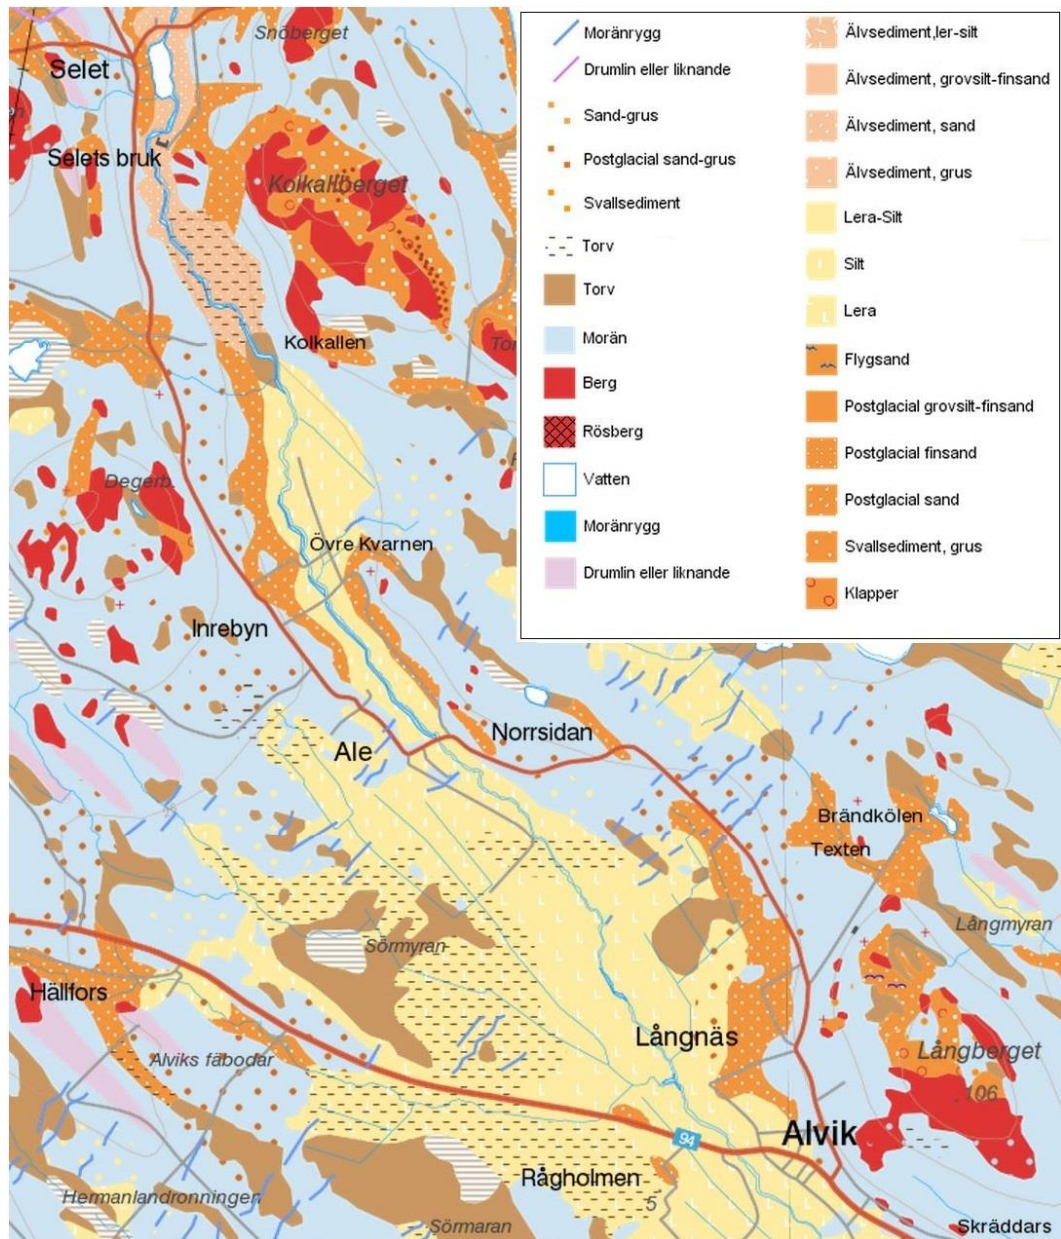 Snöberget
Selet
Selets bruk
Kolkallberget
Kolkallen
Degerb.
Övre Kvarnen
Inrebyn
Norrsidan
Ale
Brändkölen
Texten
Sörmyran
Långmyran
Hällfors
Långnäs
Långberget
Alviks fäbodar
106
Alvik
94
Rågholmen
5
Hermanlandronningen
Sörmaran
Skräddars
Moränrygg
Drumlin eller liknande
Sand-grus
Postglacial sand-grus
Svallsediment
Torv
Torv
Morän
Berg
Rösberg
Vatten
Moränrygg
Drumlin eller liknande
Älvsediment,ler-silt
Älvsediment, grovsilt-finsand
Älvsediment, sand
Älvsediment, grus
Lera-Silt
Silt
Lera
Flygsand
Postglacial grovsilt-finsand
Postglacial finsand
Postglacial sand
Svallsediment, grus
Klapper